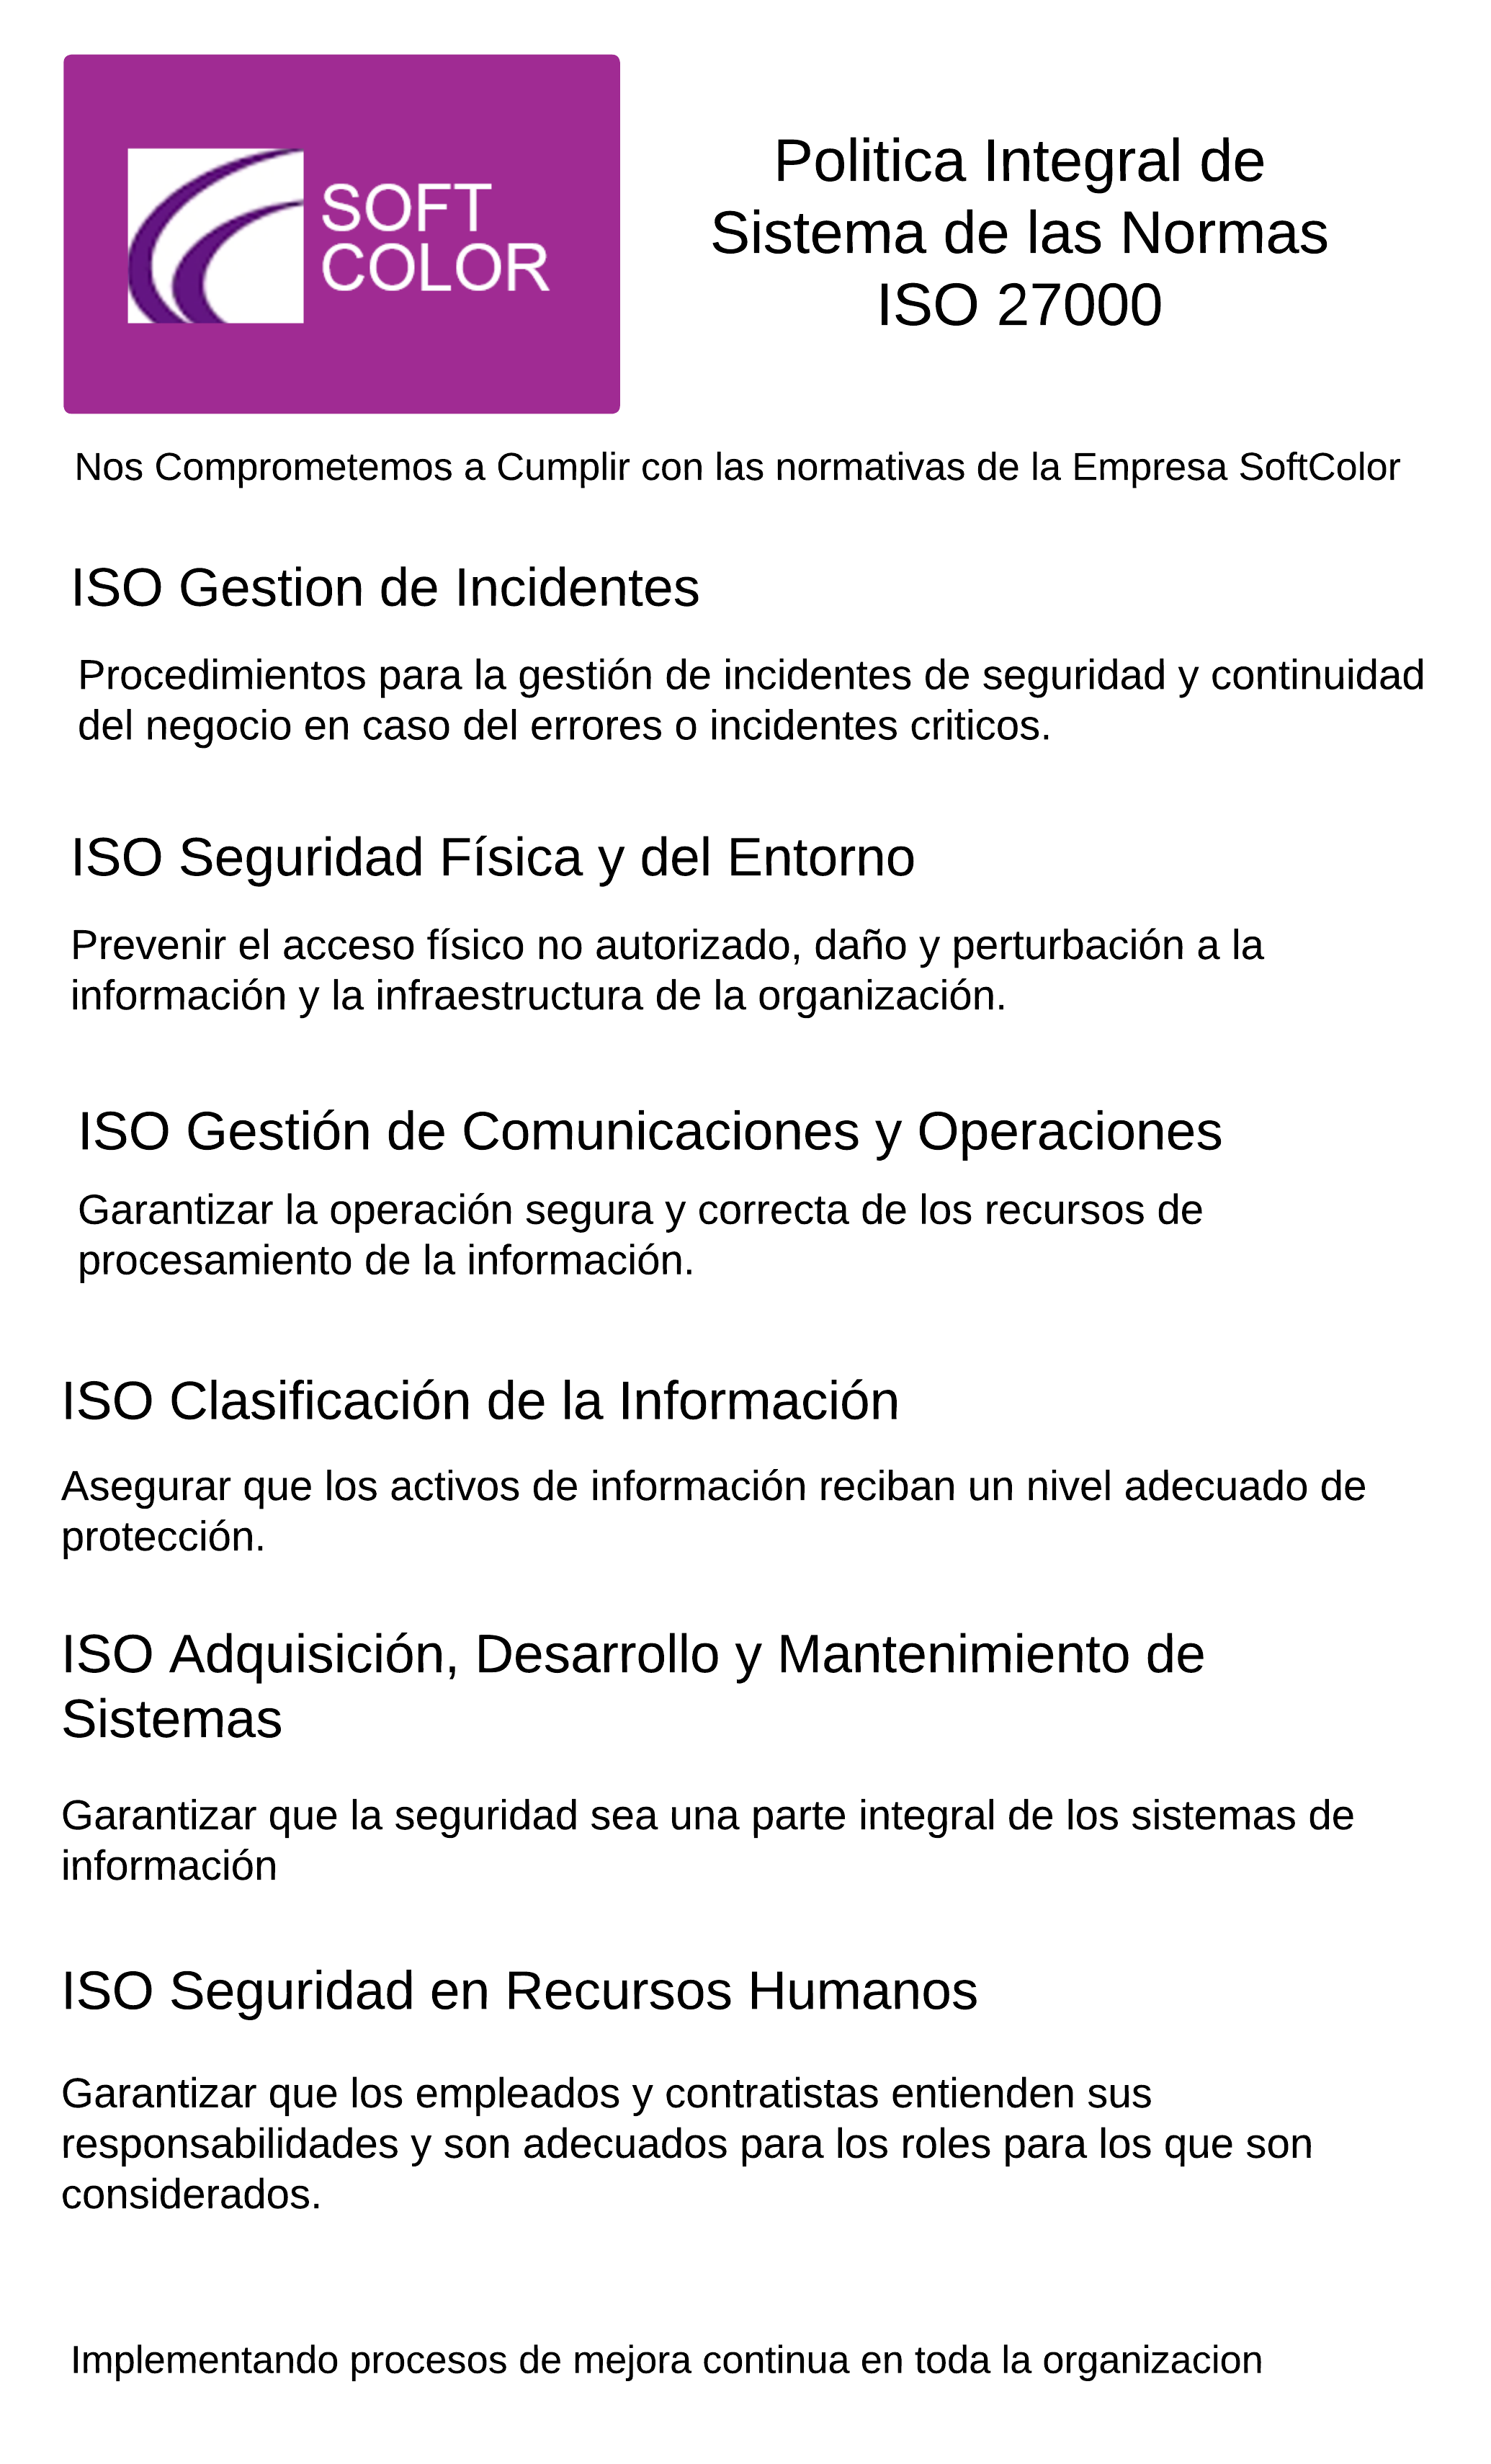 SOFT
COLOR
Politica Integral de
Sistema de las Normas
ISO 27000
Nos Comprometemos a Cumplir con las normativas de la Empresa SoftColor
ISO Gestion de Incidentes
Procedimientos para la gestión de incidentes de seguridad y continuidad
del negocio en caso del errores o incidentes criticos.
ISO Seguridad Física y del Entorno
Prevenir el acceso físico no autorizado, daño y perturbación a la
información y la infraestructura de la organización.
ISO Gestión de Comunicaciones y Operaciones
Garantizar la operación segura y correcta de los recursos de
procesamiento de la información.
ISO Clasificación de la Información
Asegurar que los activos de información reciban un nivel adecuado de
protección.
ISO Adquisición, Desarrollo y Mantenimiento de
Sistemas
Garantizar que la seguridad sea una parte integral de los sistemas de
información
ISO Seguridad en Recursos Humanos
Garantizar que los empleados y contratistas entienden sus
responsabilidades y son adecuados para los roles para los que son
considerados.
Implementando procesos de mejora continua en toda la organizacion